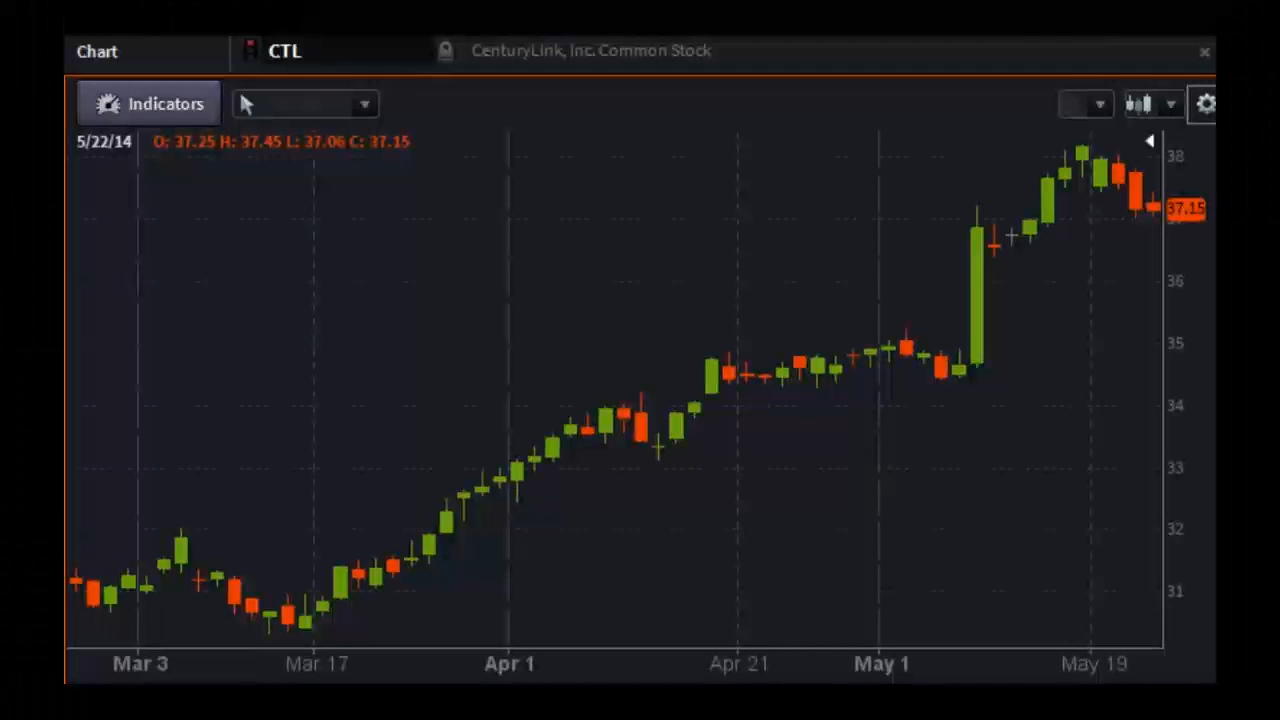 Chart CTL CenturyLink, Inc. Common Stock ×
Indicators
5/22/14 O: 37.25 H: 37.45 L: 37.06 C: 37.15
38
37.15
36
35
34
33
32
31
Mar 3 Mar 17 Apr 1 Apr 21 May 1 May 19